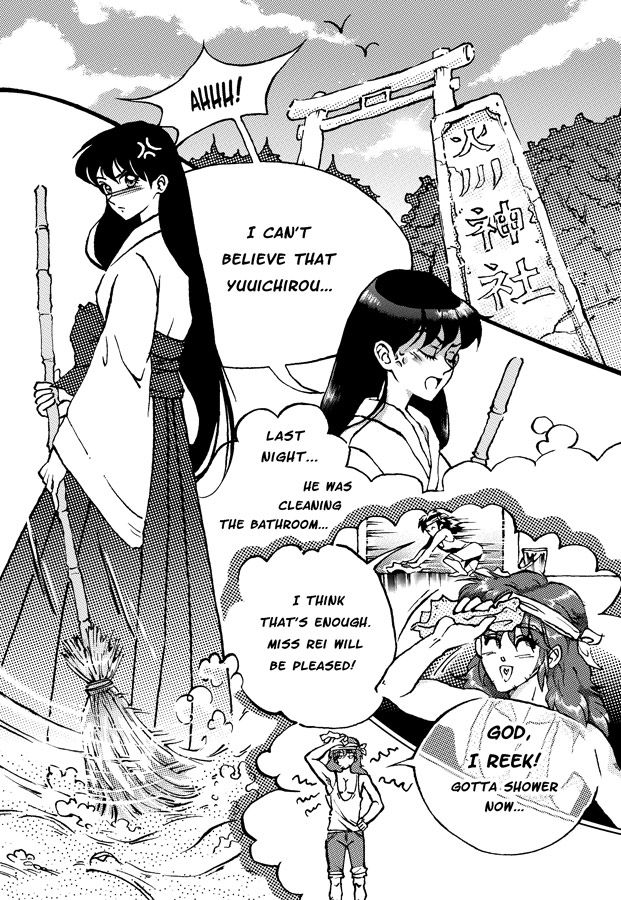 AHHH!
火川神社
I CAN'T
BELIEVE THAT
YUUICHIROU...
LAST
NIGHT...
HE WAS
CLEANING
THE BATHROOM...
I THINK
THAT'S ENOUGH.
MISS REI WILL
BE PLEASED!
GOD,
I REEK!
GOTTA SHOWER
NOW...